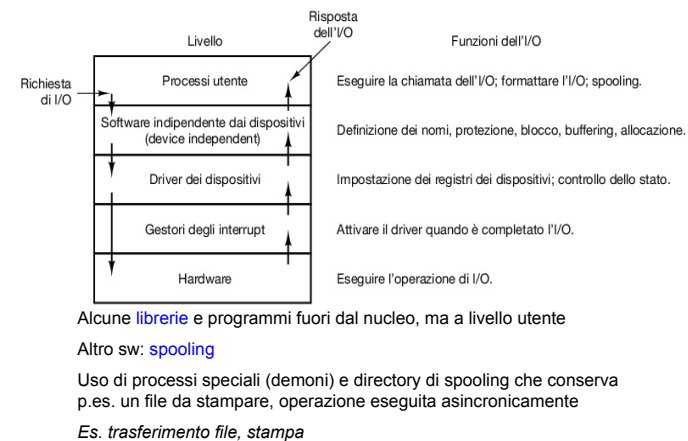 Livello
Risposta
dell'I/O
Funzioni dell'I/O
Richiesta
di I/O
Processi utente
Eseguire la chiamata dell'I/O; formattare l'I/O; spooling.
Software indipendente dai dispositivi
(device independent)
Definizione dei nomi, protezione, blocco, buffering, allocazione.
Driver dei dispositivi
Impostazione dei registri dei dispositivi; controllo dello stato.
Gestori degli interrupt
Attivare il driver quando è completato l'I/O.
Hardware
Eseguire l'operazione di I/O.
Alcune librerie e programmi fuori dal nucleo, ma a livello utente
Altro sw: spooling
Uso di processi speciali (demoni) e directory di spooling che conserva
p.es. un file da stampare, operazione eseguita asincronicamente
Es. trasferimento file, stampa